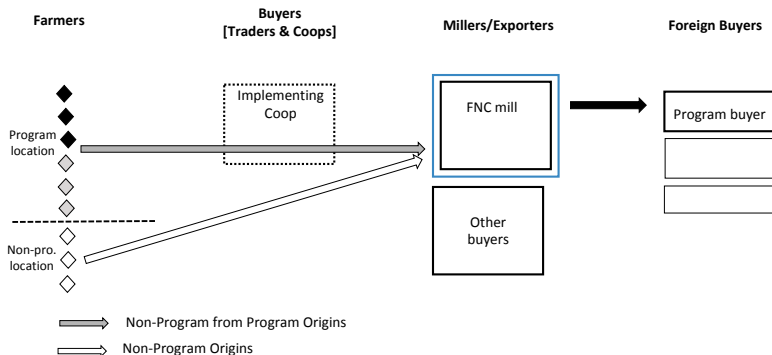 Farmers
Buyers
[Traders & Coops]
Millers/Exporters
Foreign Buyers
Implementing
Coop
FNC mill
Program buyer
Program
location
Other
buyers
Non-pro.
location
Non-Program from Program Origins
Non-Program Origins